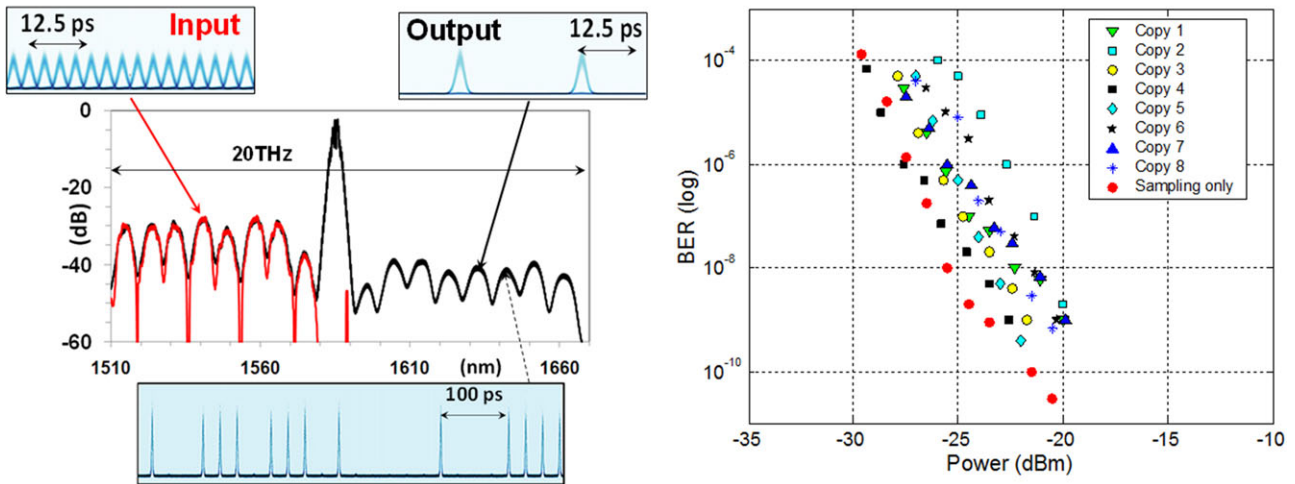 12.5 ps
Input
Output
12.5 ps
0
-20
-40
-60
(dB)
20THz
1510
1560
(nm)
1610
1660
100 ps
10⁻⁴
10⁻⁶
10⁻⁸
10⁻¹⁰
BER (log)
-35
-30
-25
-20
-15
-10
Power (dBm)
Copy 1
Copy 2
Copy 3
Copy 4
Copy 5
Copy 6
Copy 7
Copy 8
Sampling only